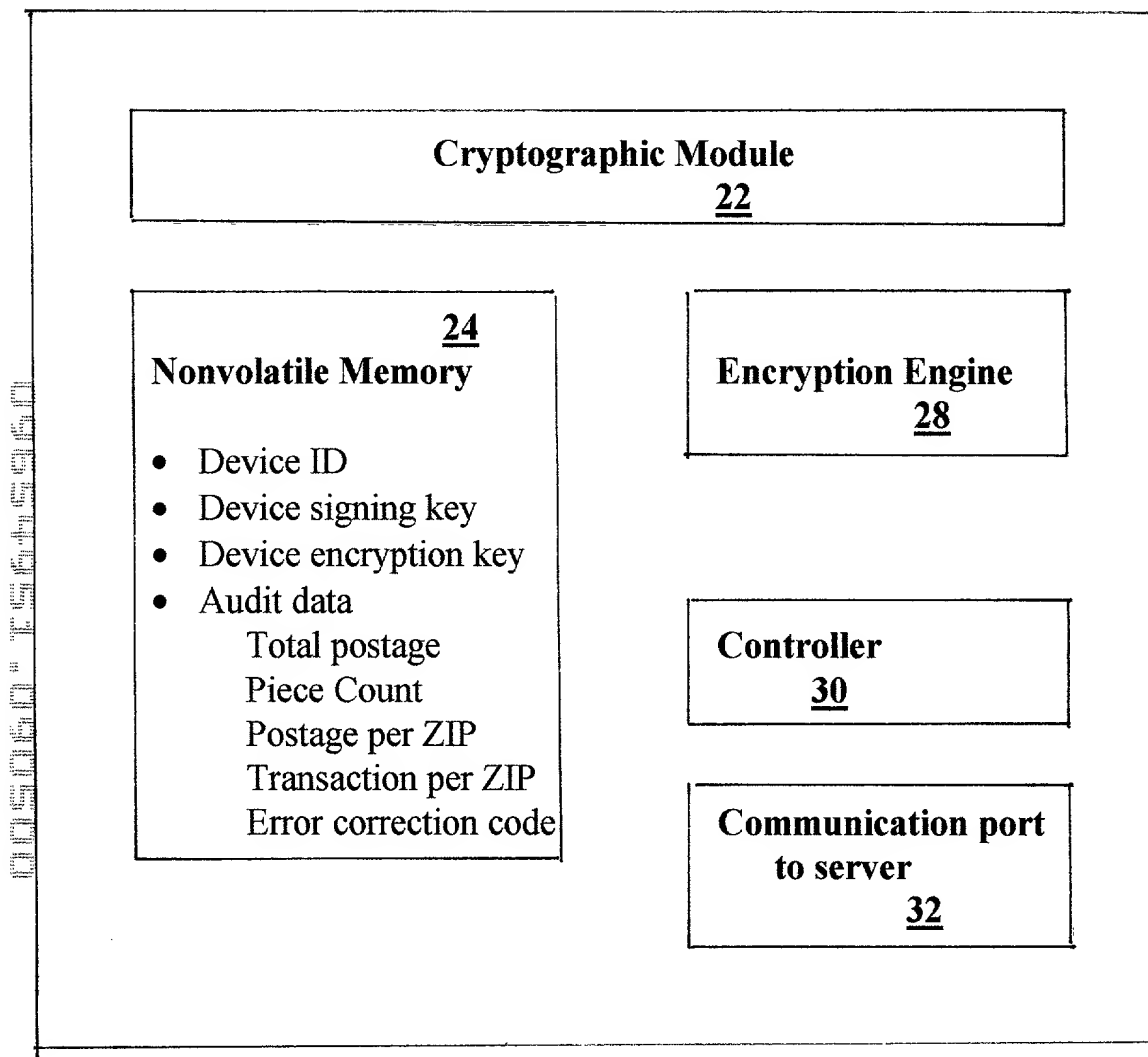 Cryptographic Module
22
24
Nonvolatile Memory
• Device ID
• Device signing key
• Device encryption key
• Audit data
Total postage
Piece Count
Postage per ZIP
Transaction per ZIP
Error correction code
Encryption Engine
28
Controller
30
Communication port
to server
32